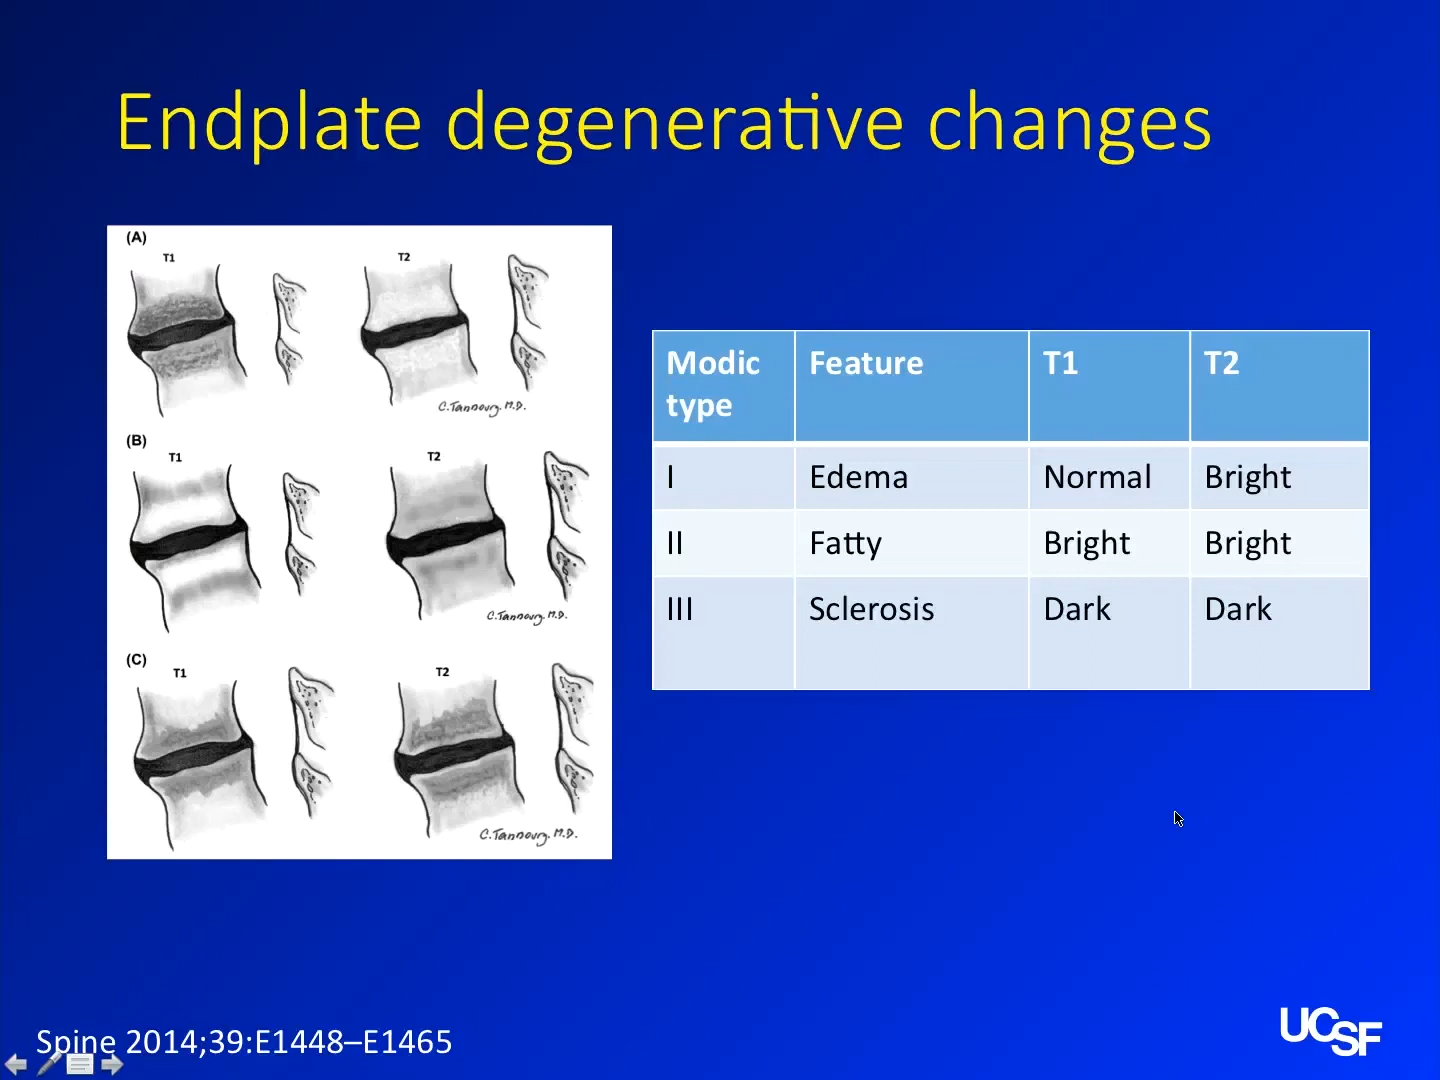 Endplate degenerative changes
(A)
T1
T2
C.Tannoury. M.D.
(B)
T1
T2
C.Tannoury. M.D.
(C)
T1
T2
C.Tannoury. M.D.
Modic type
Feature
T1
T2
I
Edema
Normal
Bright
II
Fatty
Bright
Bright
III
Sclerosis
Dark
Dark
Spine 2014;39:E1448–E1465
UCSF